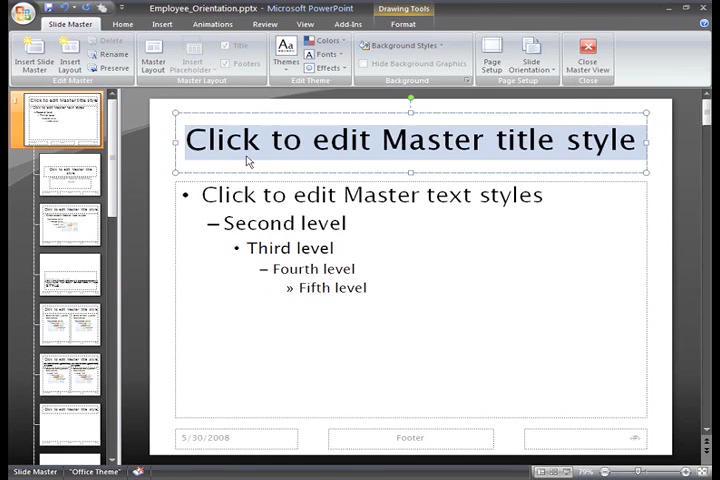 Employee_Orientation.pptx - Microsoft PowerPoint
Drawing Tools
Slide Master
Home
Insert
Animations
Review
View
Add-Ins
Format
Insert Slide Master
Insert Layout
Delete
Rename
Preserve
Edit Master
Master Layout
Insert Placeholder
Title
Footers
Master Layout
Themes
Colors
Fonts
Effects
Edit Theme
Background Styles
Hide Background Graphics
Background
Page Setup
Slide Orientation
Page Setup
Close Master View
Close
1
Click to edit Master title style
• Click to edit Master text styles
– Second level
• Third level
– Fourth level
» Fifth level
5/30/2008
Footer
Slide Master
"Office Theme"
79%